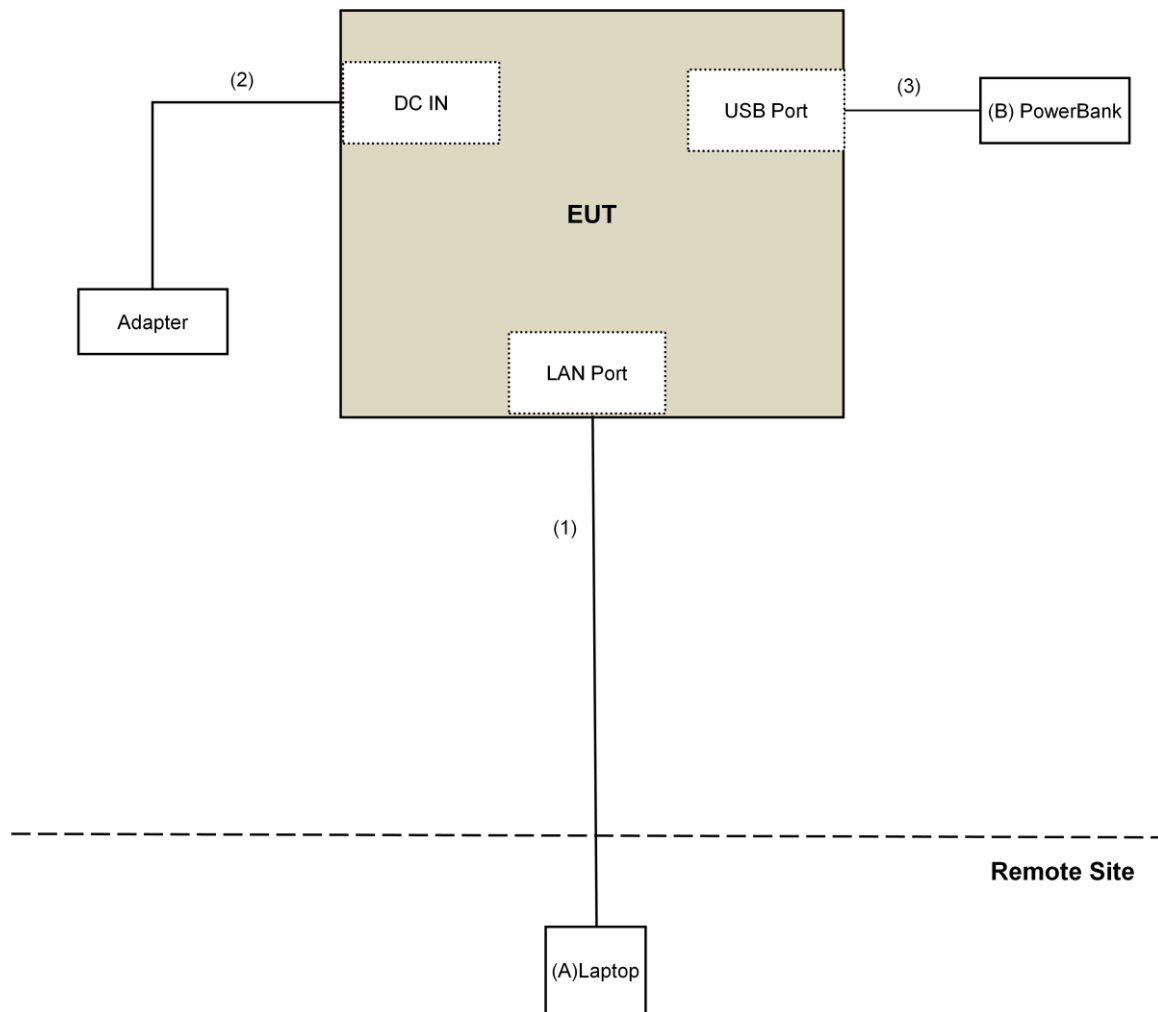 (2)
DC IN
USB Port
(3)
(B) PowerBank
EUT
Adapter
LAN Port
(1)
Remote Site
(A)Laptop